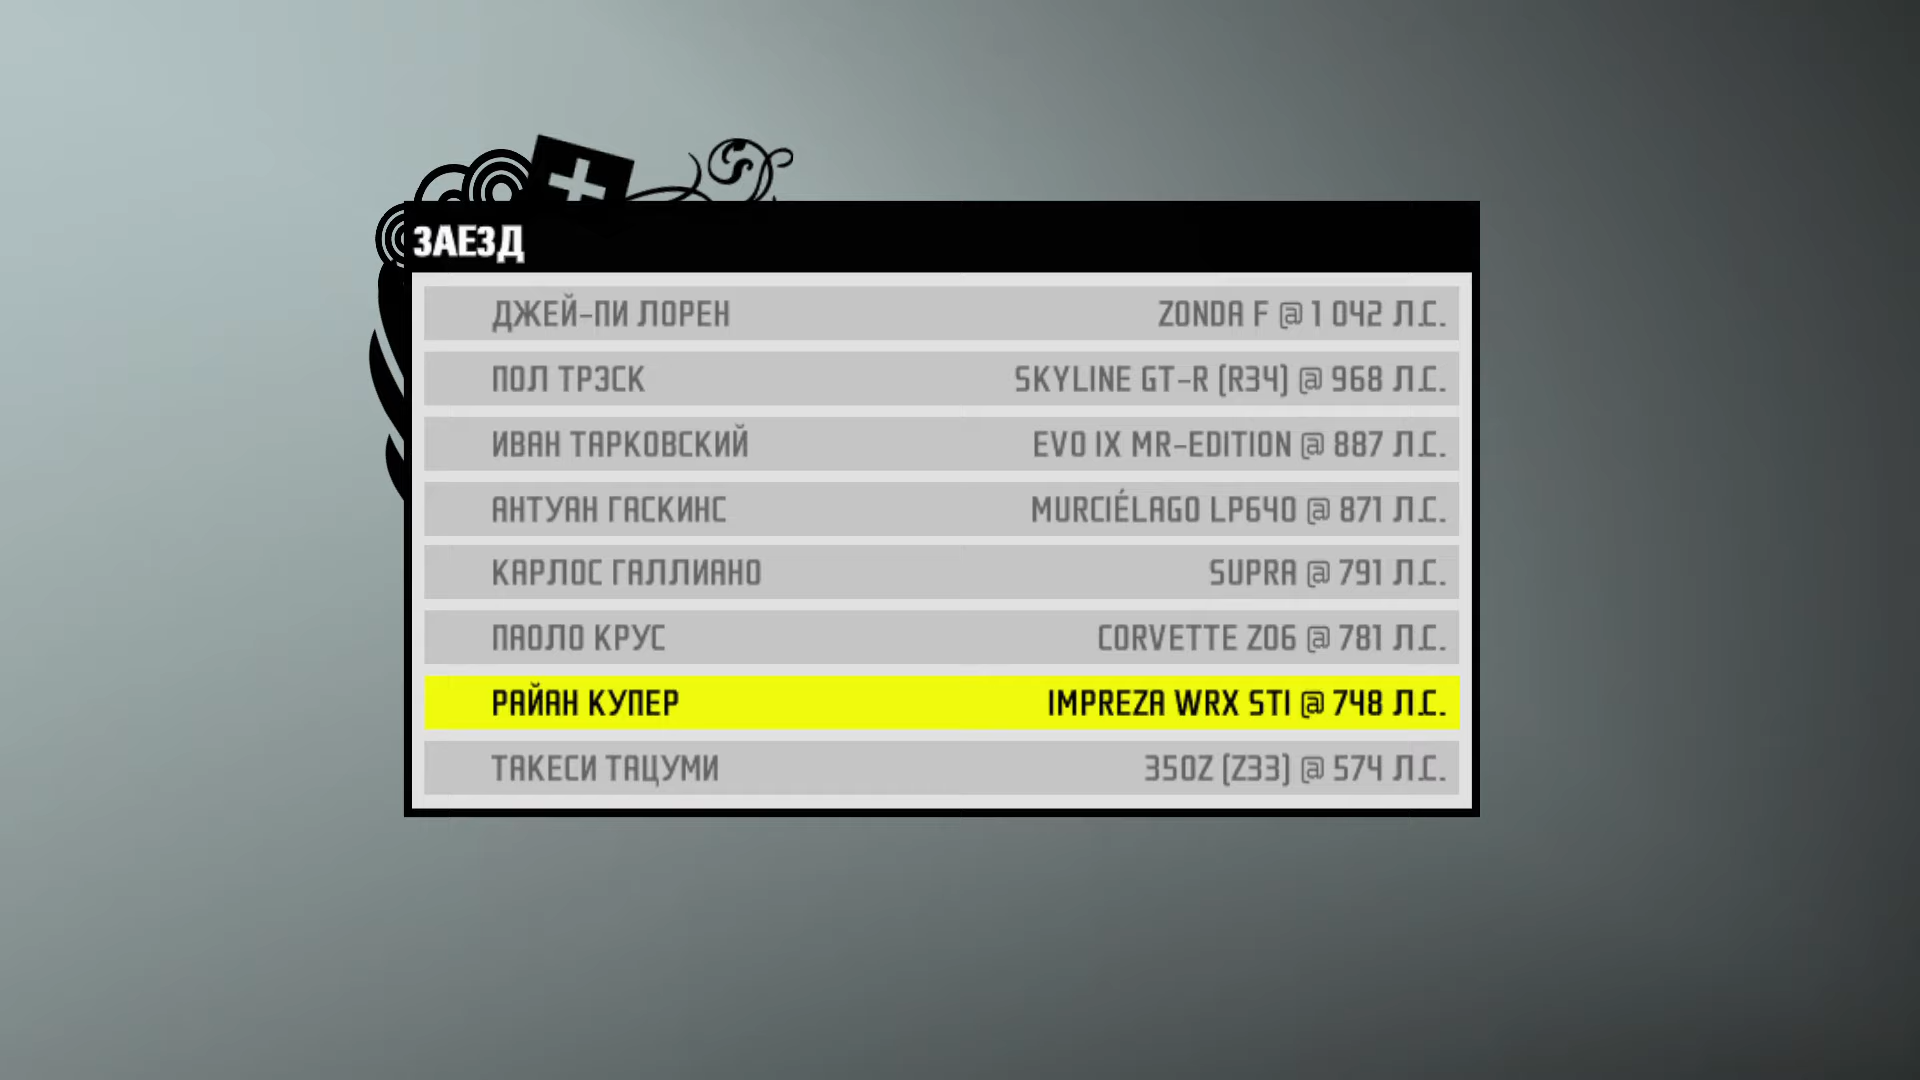 ЗАЕЗД
ДЖЕЙ-ПИ ЛОРЕН ZONDA F @ 1 042 Л.С.
ПОЛ ТРЭСК SKYLINE GT-R (R34) @ 968 Л.С.
ИВАН ТАРКОВСКИЙ EVO IX MR-EDITION @ 887 Л.С.
АНТУАН ГАСКИНС MURCIÉLAGO LP640 @ 871 Л.С.
КАРЛОС ГАЛЛИАНО SUPRA @ 791 Л.С.
ПАОЛО КРУС CORVETTE Z06 @ 781 Л.С.
РАЙАН КУПЕР IMPREZA WRX STI @ 748 Л.С.
ТАКЕСИ ТАЦУМИ 350Z (Z33) @ 574 Л.С.